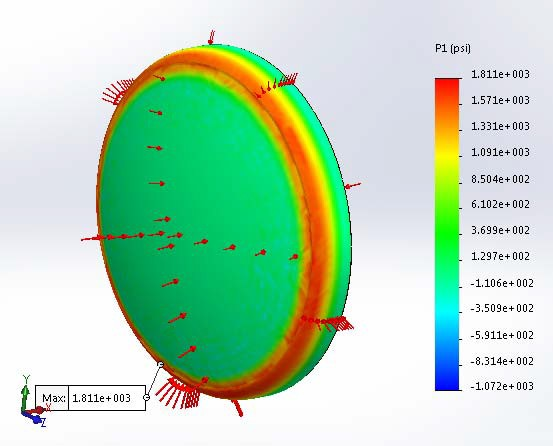 P1 (psi)
1.811e+003
1.571e+003
1.331e+003
1.091e+003
8.504e+002
6.102e+002
3.699e+002
1.297e+002
-1.106e+002
-3.509e+002
-5.911e+002
-8.314e+002
-1.072e+003
Y
X
Z
Max: 1.811e+003